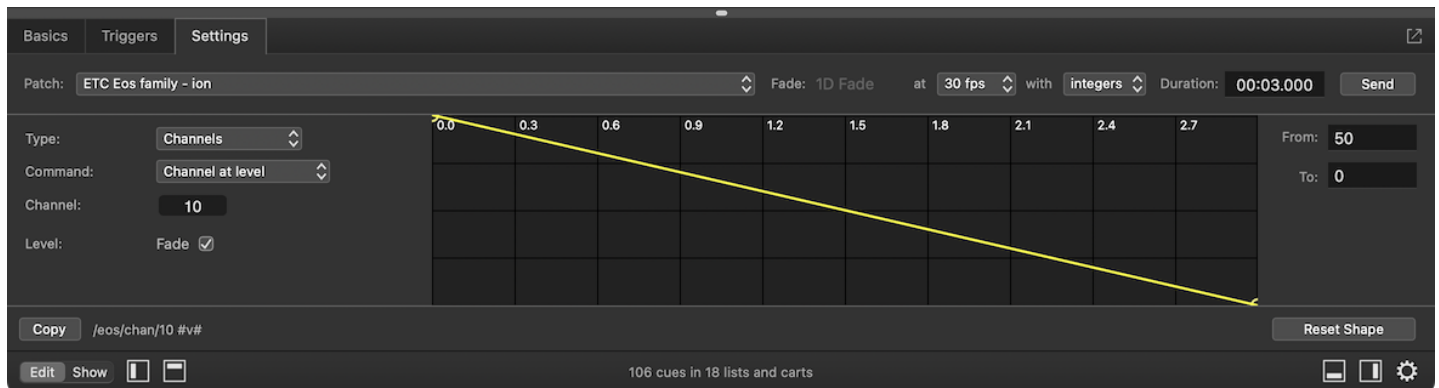 Basics Triggers Settings
Patch: ETC Eos family - ion Fade: 1D Fade at 30 fps with integers Duration: 00:03.000 Send
Type: Channels
Command: Channel at level
Channel: 10
Level: Fade
0.0 0.3 0.6 0.9 1.2 1.5 1.8 2.1 2.4 2.7
From: 50
To: 0
Copy /eos/chan/10 #v# Reset Shape
Edit Show 106 cues in 18 lists and carts